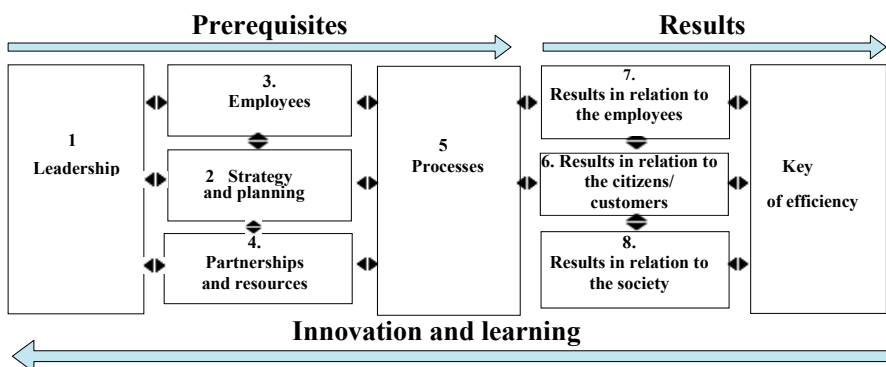 Prerequisites
Results
1
Leadership
3.
Employees
2 Strategy
and planning
4.
Partnerships
and resources
5
Processes
7.
Results in relation to
the employees
6. Results in relation to
the citizens/
customers
8.
Results in relation to
the society
Key
of efficiency
Innovation and learning